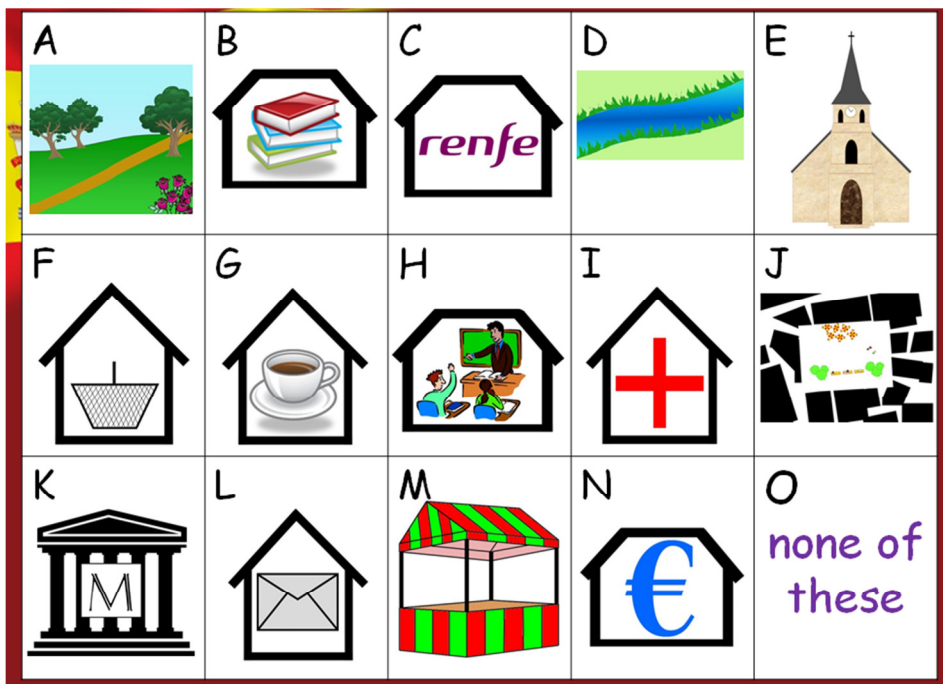 A B C D E
renfe
F G H I J
K L M N O
M
€
none of
these